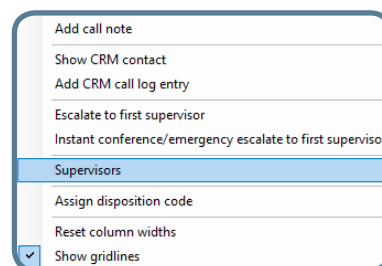 Add call note
Show CRM contact
Add CRM call log entry
Escalate to first supervisor
Instant conference/emergency escalate to first superviso
Supervisors
Assign disposition code
Reset column widths
Show gridlines